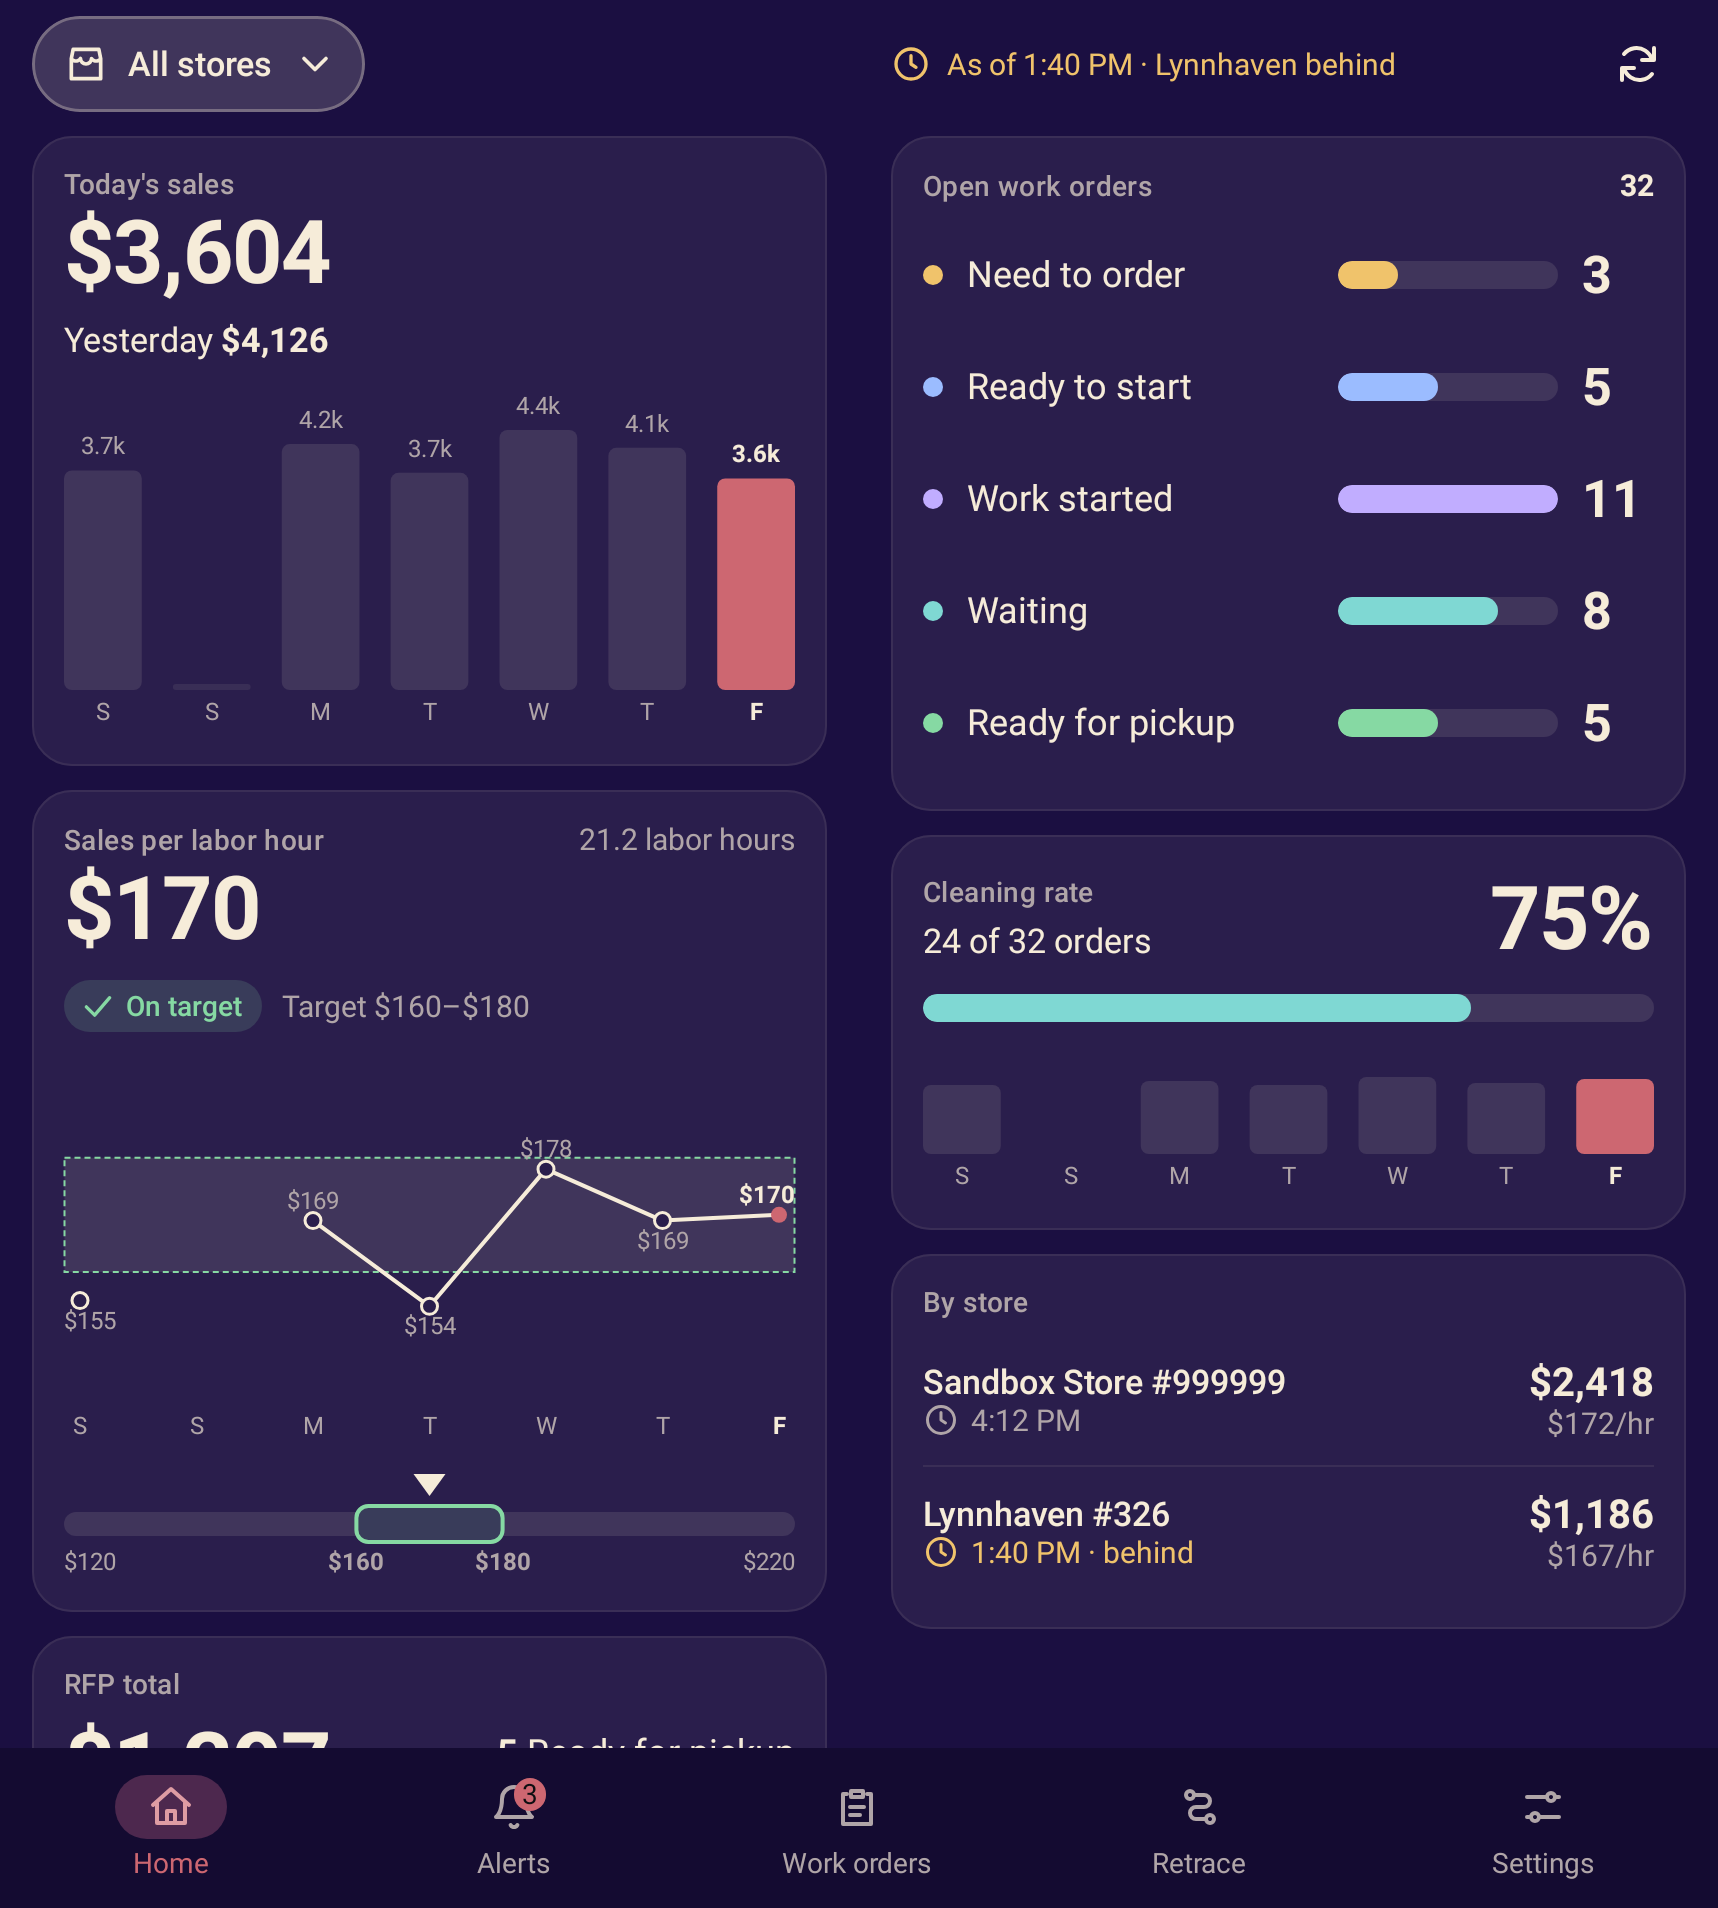 All stores
As of 1:40 PM · Lynnhaven behind
Today's sales
$3,604
Yesterday $4,126
3.7k 4.2k 3.7k 4.4k 4.1k 3.6k
S S M T W T F
Sales per labor hour 21.2 labor hours
$170
On target Target $160–$180
$155 $169 $154 $178 $169 $170
S S M T W T F
$120 $160 $180 $220
RFP total
5 Ready for pickup
Open work orders 32
Need to order 3
Ready to start 5
Work started 11
Waiting 8
Ready for pickup 5
Cleaning rate 75%
24 of 32 orders
S S M T W T F
By store
Sandbox Store #999999 $2,418
4:12 PM $172/hr
Lynnhaven #326 $1,186
1:40 PM · behind $167/hr
3
Home Alerts Work orders Retrace Settings